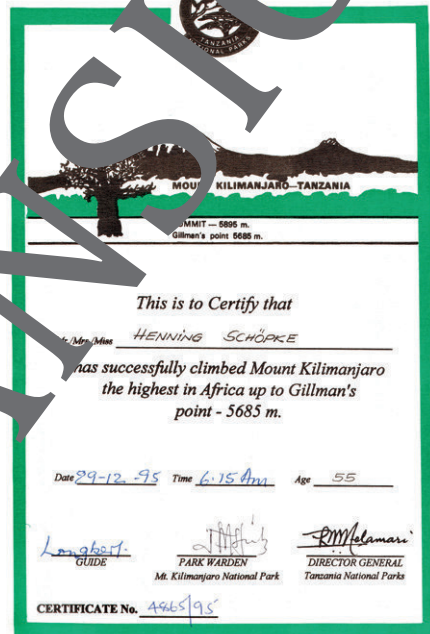 TANZANIA
NATIONAL PARKS
MOUNT KILIMANJARO—TANZANIA
SUMMIT — 5895 m.
Gillman's point 5685 m.
This is to Certify that
Mr./Mrs./Miss HENNING SCHÖPKE
has successfully climbed Mount Kilimanjaro
the highest in Africa up to Gillman's
point - 5685 m.
Date 29-12-95 Time 6.15 Am Age 55
GUIDE PARK WARDEN DIRECTOR GENERAL
Mt. Kilimanjaro National Park Tanzania National Parks
CERTIFICATE No. 4865/95